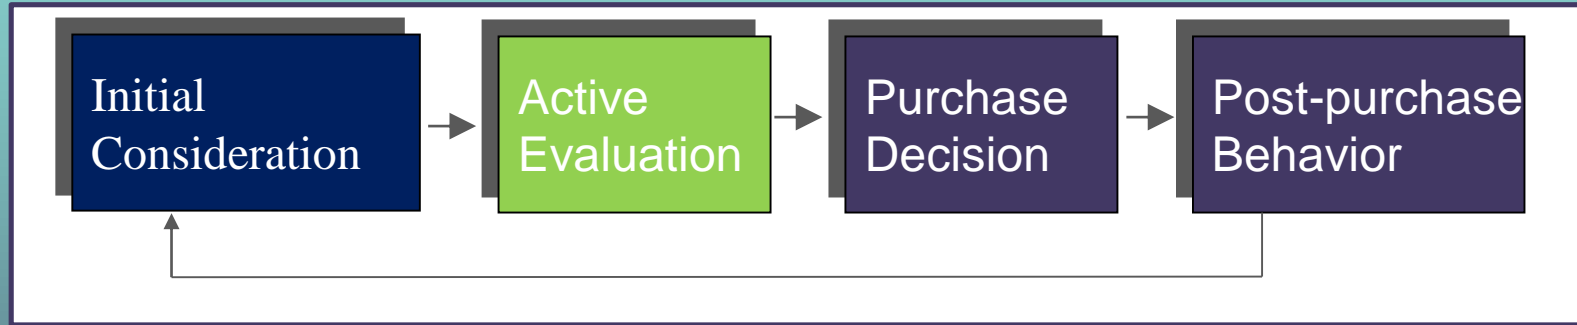 Initial
Consideration
Active
Evaluation
Purchase
Decision
Post-purchase
Behavior